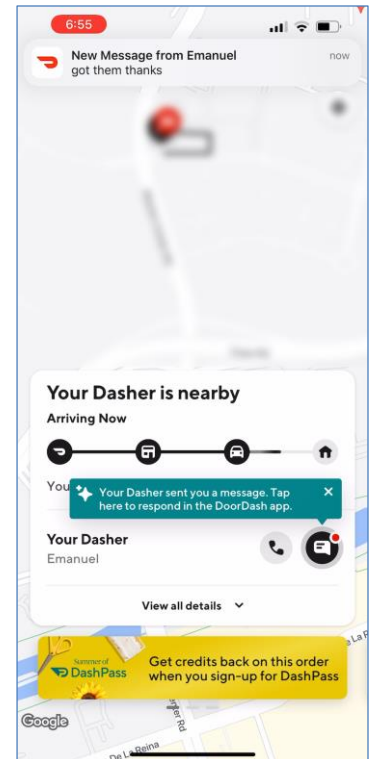 6:55
New Message from Emanuel
now
got them thanks
Your Dasher is nearby
Arriving Now
You
Your Dasher sent you a message. Tap
here to respond in the DoorDash app.
Your Dasher
Emanuel
View all details
Summer of
DashPass
Get credits back on this order
when you sign-up for DashPass
Google
De La Reina